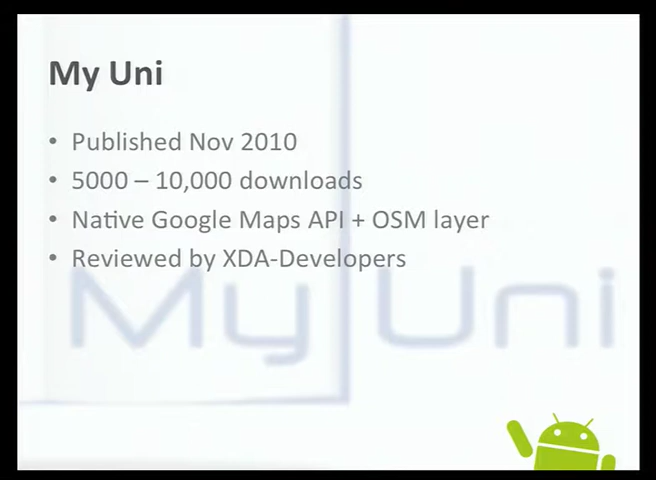 My Uni
• Published Nov 2010
• 5000 – 10,000 downloads
• Native Google Maps API + OSM layer
• Reviewed by XDA-Developers
My Uni